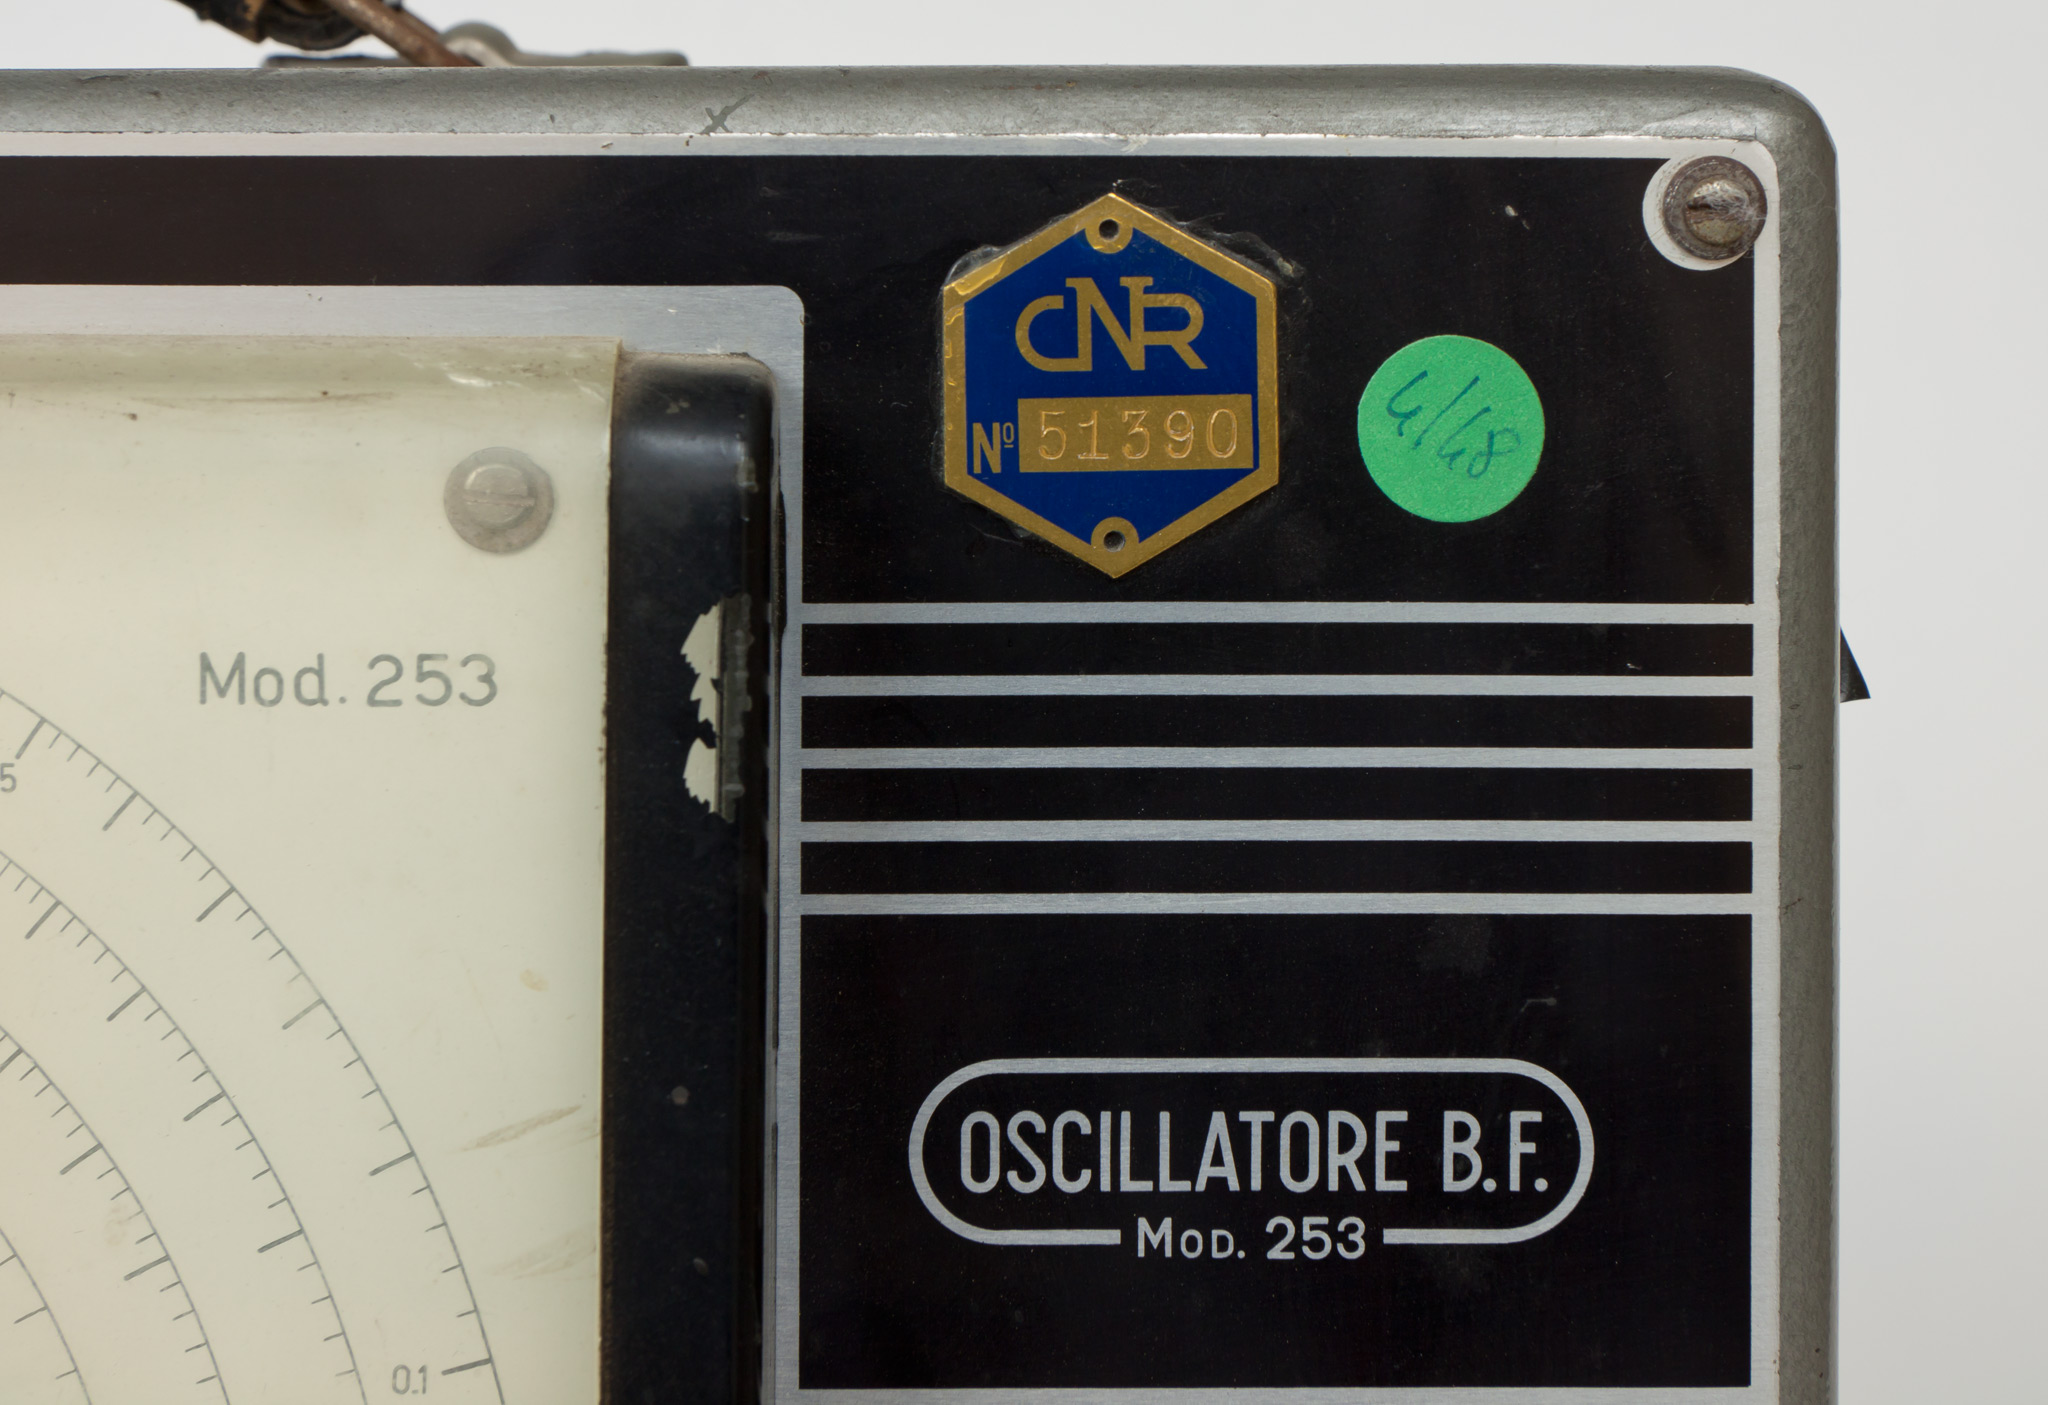 CNR
Nº 51390
4/48
Mod. 253
5
0.1
OSCILLATORE B.F.
MOD. 253